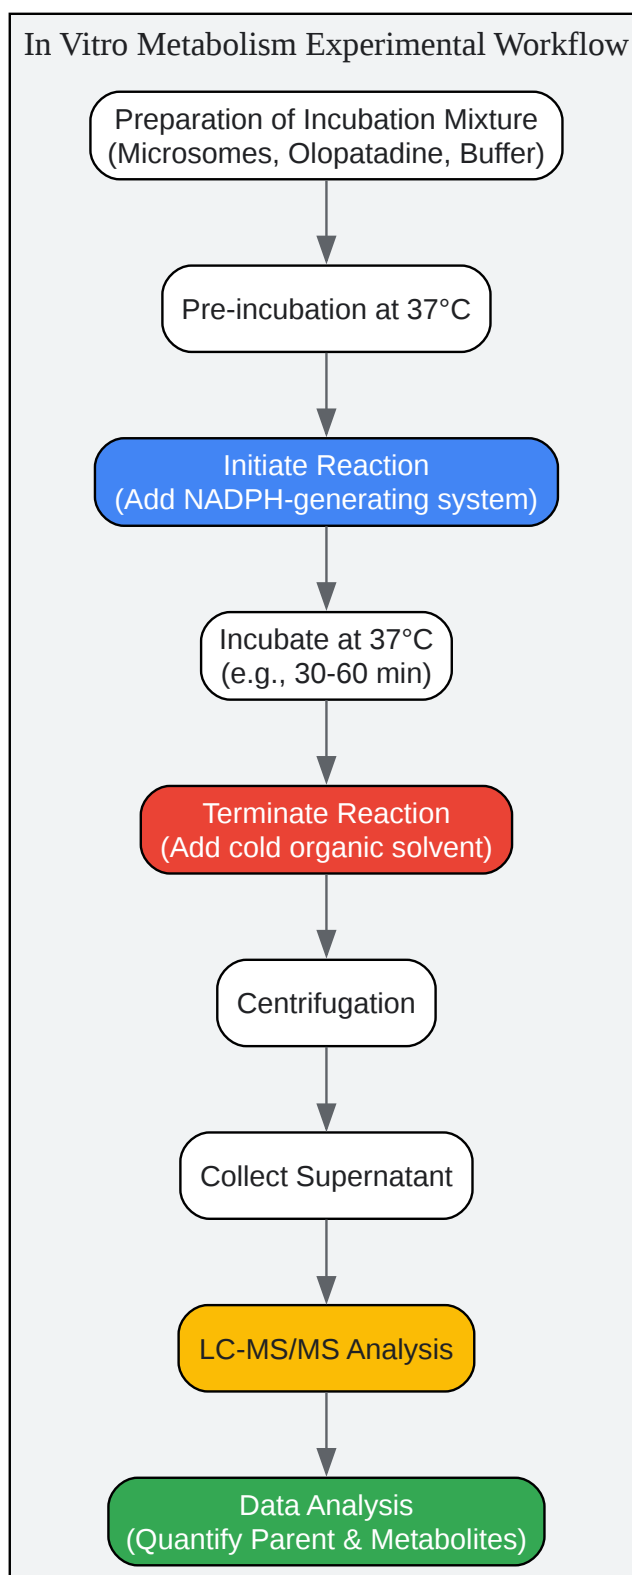 In Vitro Metabolism Experimental Workflow
Preparation of Incubation Mixture
(Microsomes, Olopatadine, Buffer)
Pre-incubation at 37°C
Initiate Reaction
(Add NADPH-generating system)
Incubate at 37°C
(e.g., 30-60 min)
Terminate Reaction
(Add cold organic solvent)
Centrifugation
Collect Supernatant
LC-MS/MS Analysis
Data Analysis
(Quantify Parent & Metabolites)